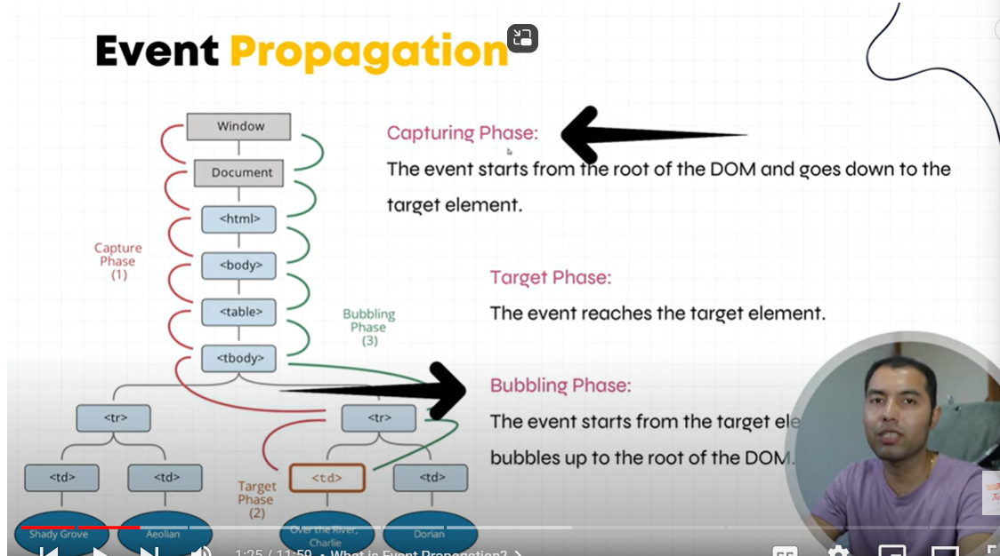 Event Propagation
Window
Document
<html>
<body>
<table>
<tbody>
<tr>
<tr>
<td>
<td>
<td>
<td>
Shady Grove
Aeolian
Over the River,
Charlie
Dorian
Capture
Phase
(1)
Bubbling
Phase
(3)
Target
Phase
(2)
Capturing Phase:
The event starts from the root of the DOM and goes down to the
target element.
Target Phase:
The event reaches the target element.
Bubbling Phase:
The event starts from the target ele
bubbles up to the root of the DOM.
1:25 / 11:59 • What is Event Propagation? >